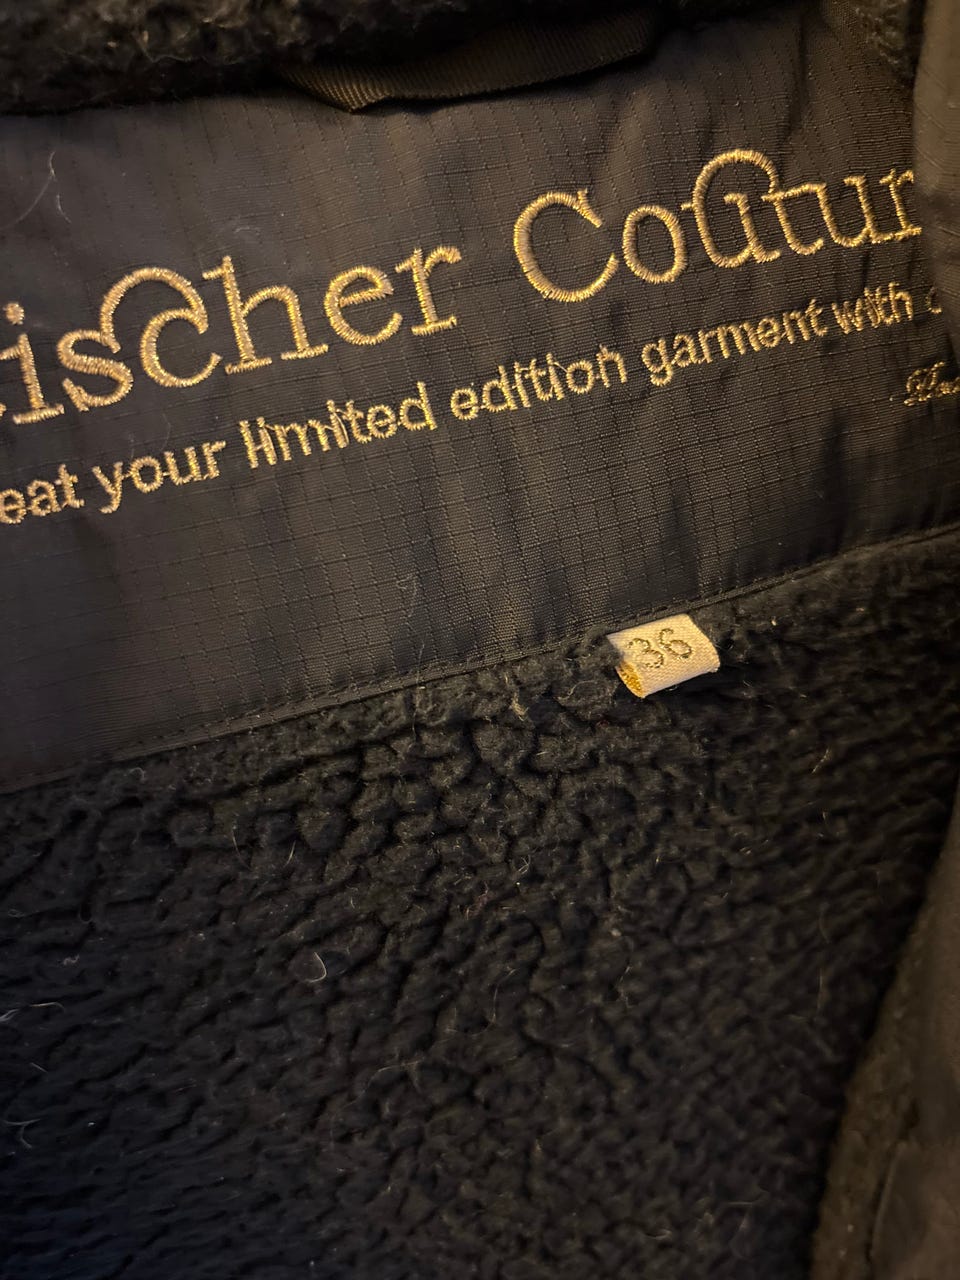 ischer Coutur
eat your limited edition garment with
36